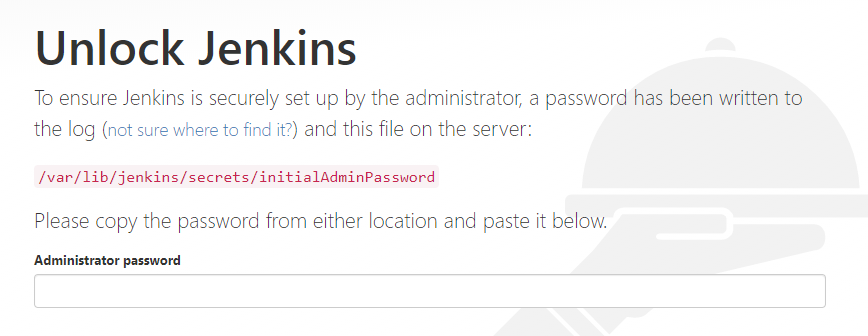 Unlock Jenkins
To ensure Jenkins is securely set up by the administrator, a password has been written to
the log (not sure where to find it?) and this file on the server:
/var/lib/jenkins/secrets/initialAdminPassword
Please copy the password from either location and paste it below.
Administrator password